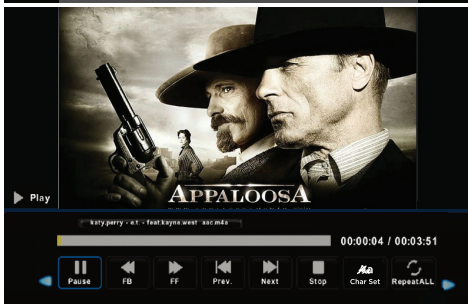 APPALOOSA
Play
katy.perry - e.t. - feat.kayne.west aac.m4a
00:00:04 / 00:03:51
Pause FB FF Prev. Next Stop Char Set RepeatALL